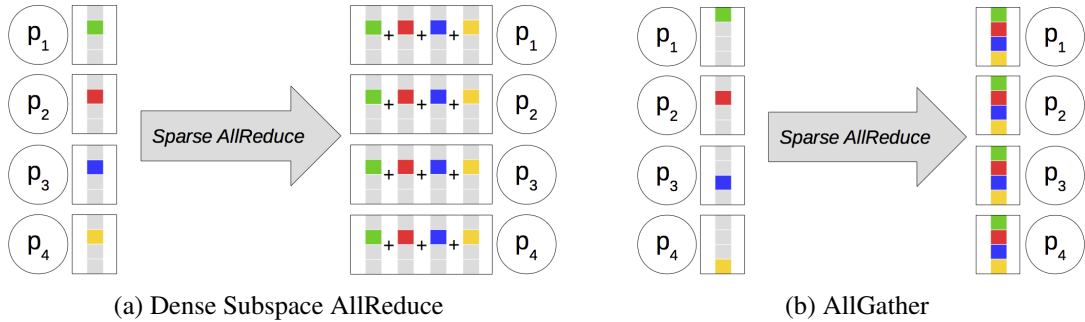 p1 + + + p1
p2 + + + p2
Sparse AllReduce
p3 + + + p3
p4 + + + p4
(a) Dense Subspace AllReduce
p1 p1
p2 p2
Sparse AllReduce
p3 p3
p4 p4
(b) AllGather